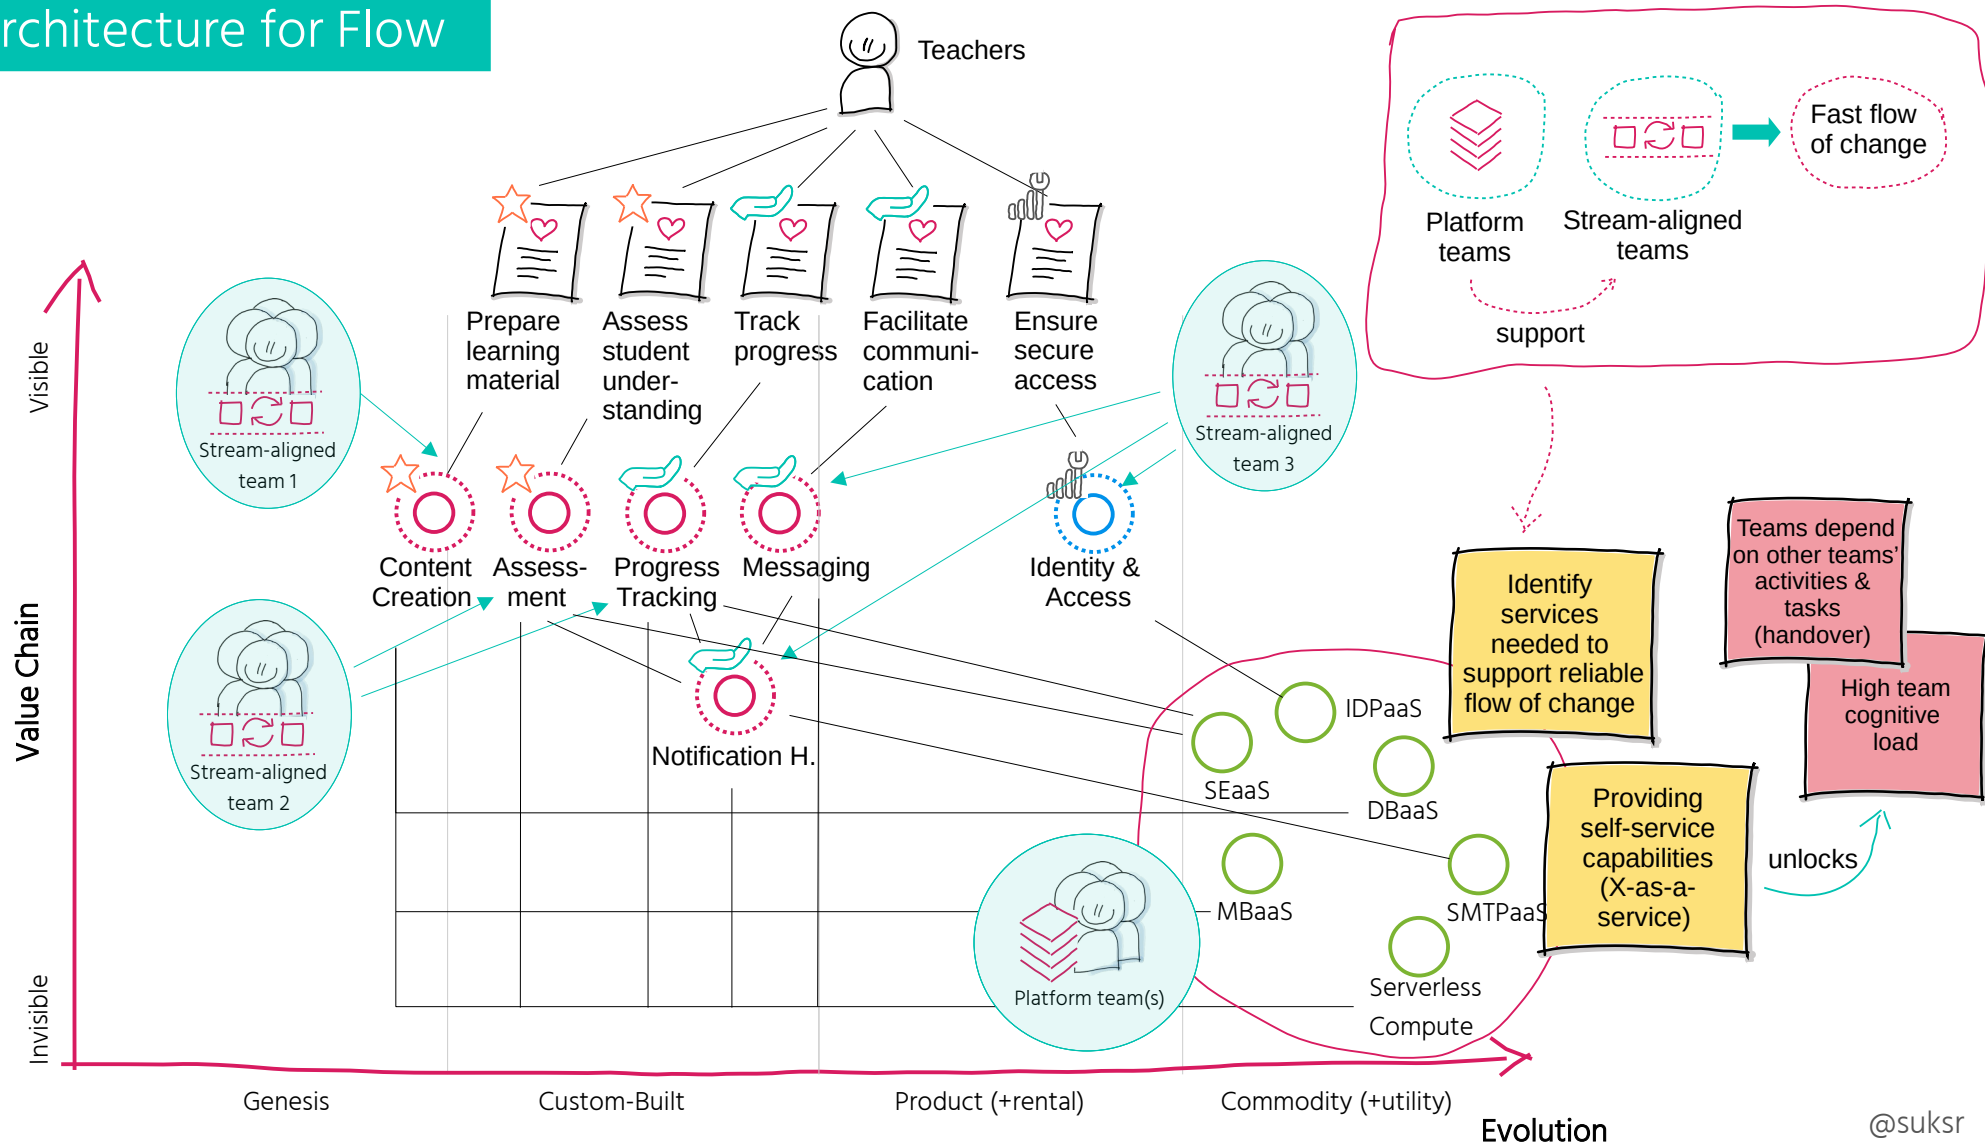 rchitecture for Flow
Teachers
Fast flow
of change
Platform
teams
Stream-aligned
teams
support
Prepare
learning
material
Assess
student
under-
standing
Track
progress
Facilitate
communi-
cation
Ensure
secure
access
Visible
Value Chain
Invisible
Stream-aligned
team 1
Stream-aligned
team 3
Content
Creation
Assess-
ment
Progress
Tracking
Messaging
Identity &
Access
Stream-aligned
team 2
Notification H.
IDPaaS
SEaaS
DBaaS
MBaaS
SMTPaaS
Serverless
Compute
Platform team(s)
Identify
services
needed to
support reliable
flow of change
Providing
self-service
capabilities
(X-as-a-
service)
Teams depend
on other teams'
activities &
tasks
(handover)
High team
cognitive
load
unlocks
Genesis
Custom-Built
Product (+rental)
Commodity (+utility)
Evolution
@suksr